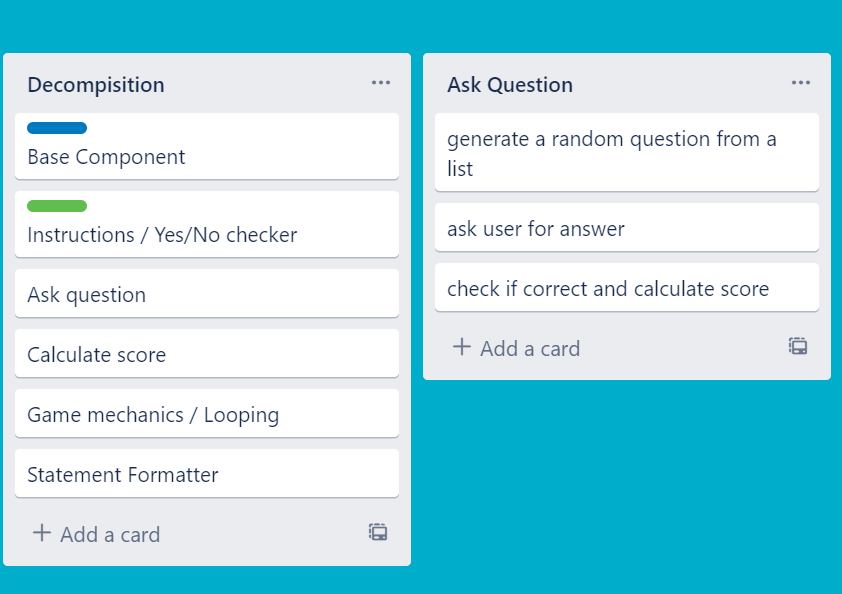 Decompisition
Base Component
Instructions / Yes/No checker
Ask question
Calculate score
Game mechanics / Looping
Statement Formatter
Add a card
Ask Question
generate a random question from a
list
ask user for answer
check if correct and calculate score
Add a card